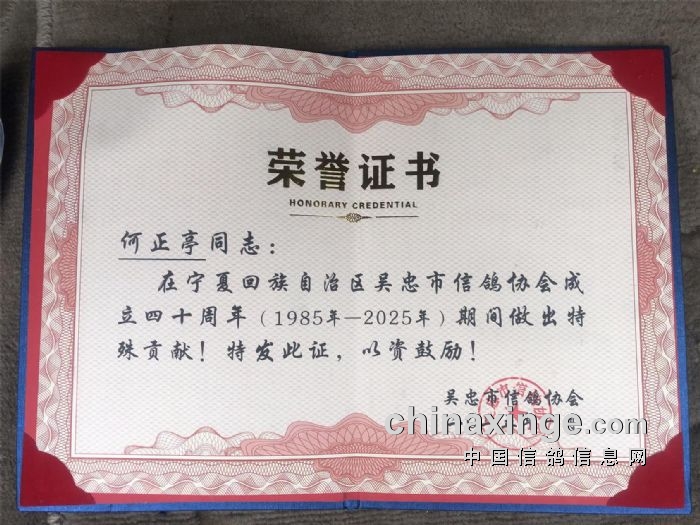 荣誉证书
HONORARY CREDENTIAL
何正亭同志：
在宁夏回族自治区吴忠市信鸽协会成
立四十周年（1985年—2025年）期间做出特
殊贡献！特发此证，以资鼓励！
吴忠市信鸽协会
chinaxinge.com
中国信鸽信息网